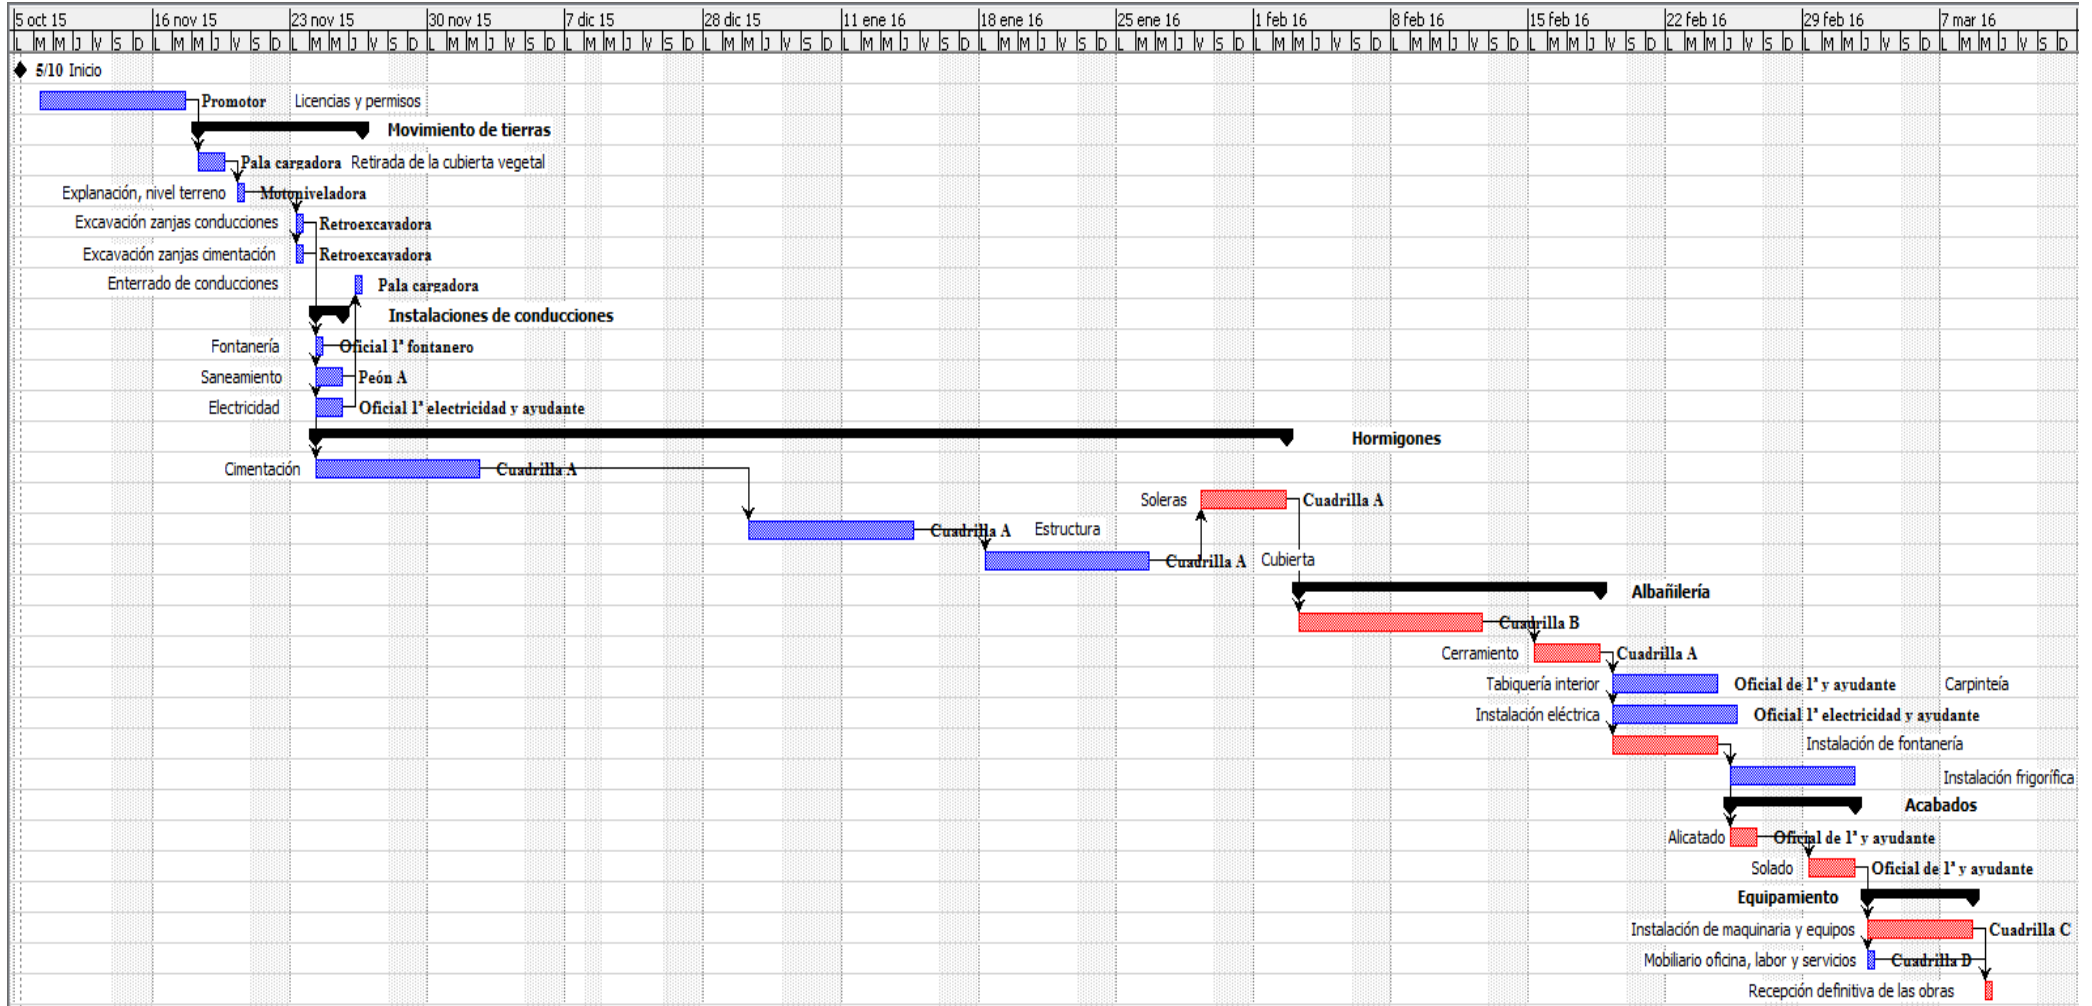 5 oct 15 16 nov 15 23 nov 15 30 nov 15 7 dic 15 28 dic 15 11 ene 16 18 ene 16 25 ene 16 1 feb 16 8 feb 16 15 feb 16 22 feb 16 29 feb 16 7 mar 16
L M M J V S D L M M J V S D L M M J V S D L M M J V S D L M M J V S D L M M J V S D L M M J V S D L M M J V S D L M M J V S D L M M J V S D L M M J V S D L M M J V S D L M M J V S D L M M J V S D L M M J V S D
5/10 Inicio
Promotor Licencias y permisos
Movimiento de tierras
Pala cargadora Retirada de la cubierta vegetal
Explanación, nivel terreno Motoniveladora
Excavación zanjas conducciones Retroexcavadora
Excavación zanjas cimentación Retroexcavadora
Enterrado de conducciones Pala cargadora
Instalaciones de conducciones
Fontanería Oficial 1ª fontanero
Saneamiento Peón A
Electricidad Oficial 1ª electricidad y ayudante
Hormigones
Cimentación Cuadrilla A
Soleras Cuadrilla A
Cuadrilla A Estructura
Cuadrilla A Cubierta
Albañilería
Cuadrilla B
Cerramiento Cuadrilla A
Tabiquería interior Oficial de 1ª y ayudante Carpinteía
Instalación eléctrica Oficial 1ª electricidad y ayudante
Instalación de fontanería
Instalación frigorífica
Acabados
Alicatado Oficial de 1ª y ayudante
Solado Oficial de 1ª y ayudante
Equipamiento
Instalación de maquinaria y equipos Cuadrilla C
Mobiliario oficina, labor y servicios Cuadrilla D
Recepción definitiva de las obras